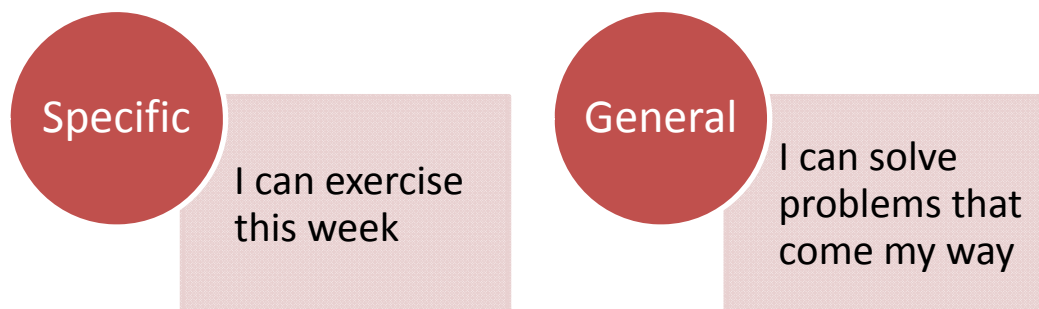 Specific
I can exercise
this week
General
I can solve
problems that
come my way